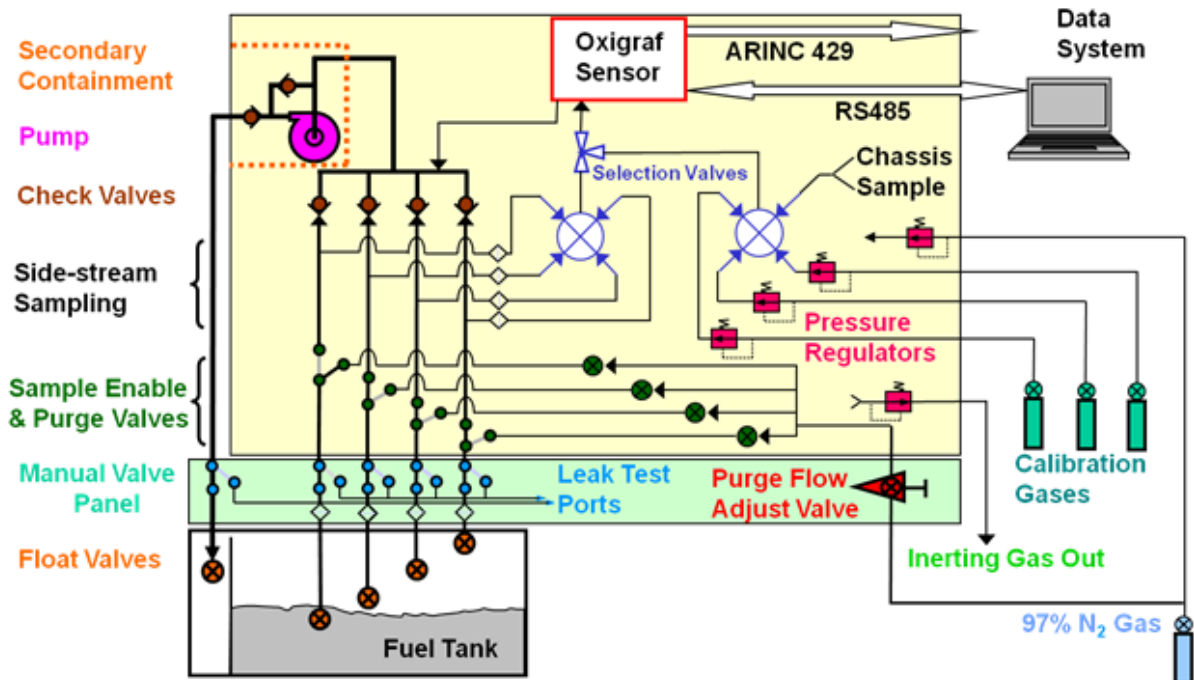 Secondary
Containment
Pump
Check Valves
Side-stream
Sampling
Sample Enable
& Purge Valves
Manual Valve
Panel
Float Valves
Oxigraf
Sensor
ARINC 429
RS485
Data
System
Selection Valves
Chassis
Sample
Pressure
Regulators
Leak Test
Ports
Purge Flow
Adjust Valve
Calibration
Gases
Inerting Gas Out
97% N₂ Gas
Fuel Tank